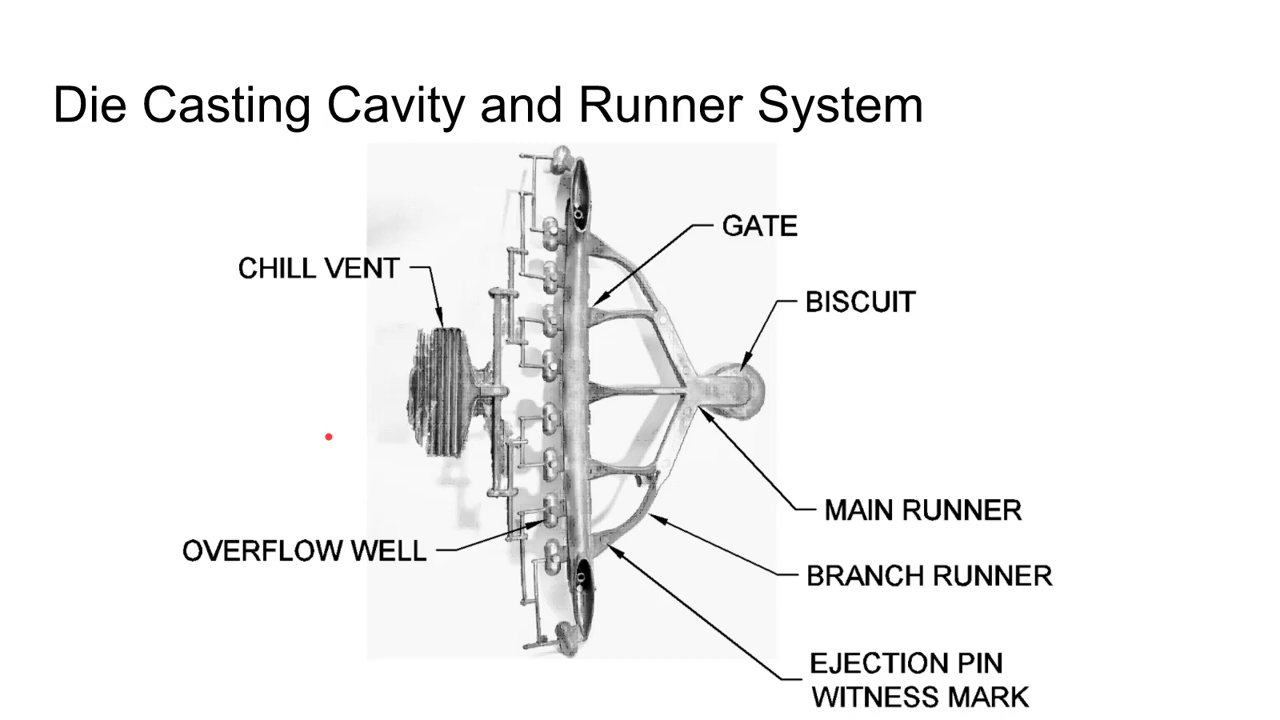 Die Casting Cavity and Runner System
GATE
CHILL VENT
BISCUIT
MAIN RUNNER
OVERFLOW WELL
BRANCH RUNNER
EJECTION PIN
WITNESS MARK